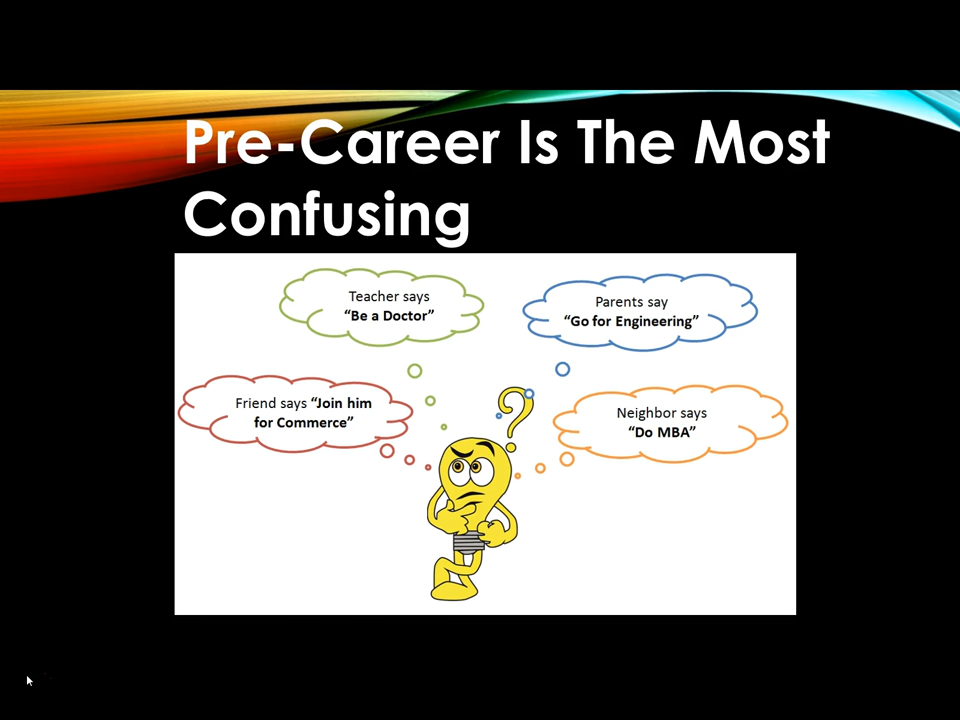 Pre-Career Is The Most
Confusing
Teacher says
“Be a Doctor”
Parents say
“Go for Engineering”
Friend says “Join him
for Commerce”
Neighbor says
“Do MBA”
?